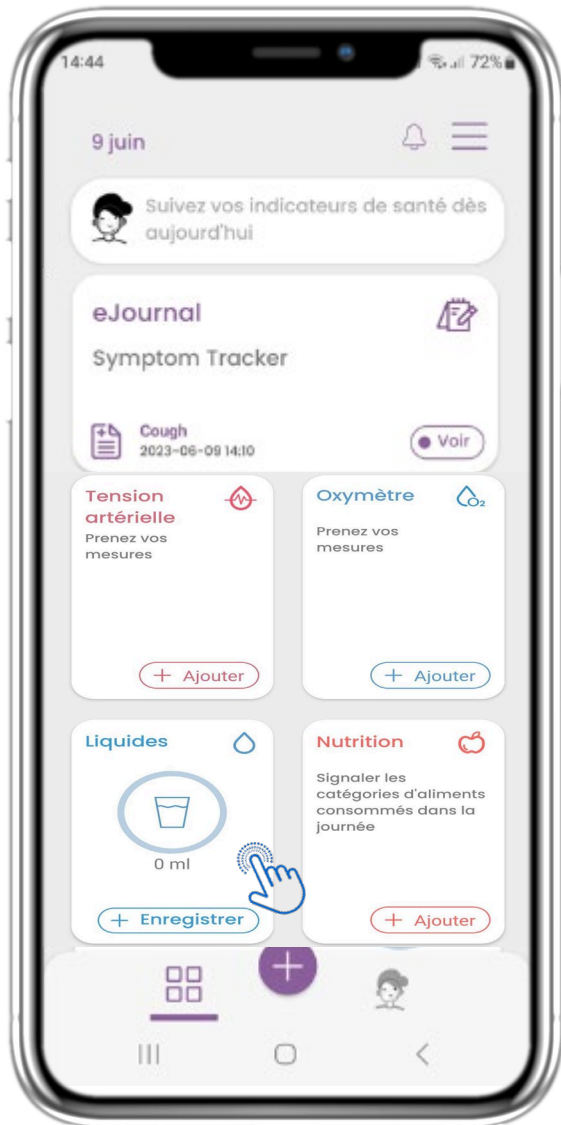 14:44
72%
9 juin
Suivez vos indicateurs de santé dès
aujourd'hui
eJournal
Symptom Tracker
Cough
2023-06-09 14:10
Voir
Tension
artérielle
Prenez vos
mesures
+ Ajouter
Oxymètre
O2
Prenez vos
mesures
+ Ajouter
Liquides
0 ml
+ Enregistrer
Nutrition
Signaler les
catégories d'aliments
consommés dans la
journée
+ Ajouter